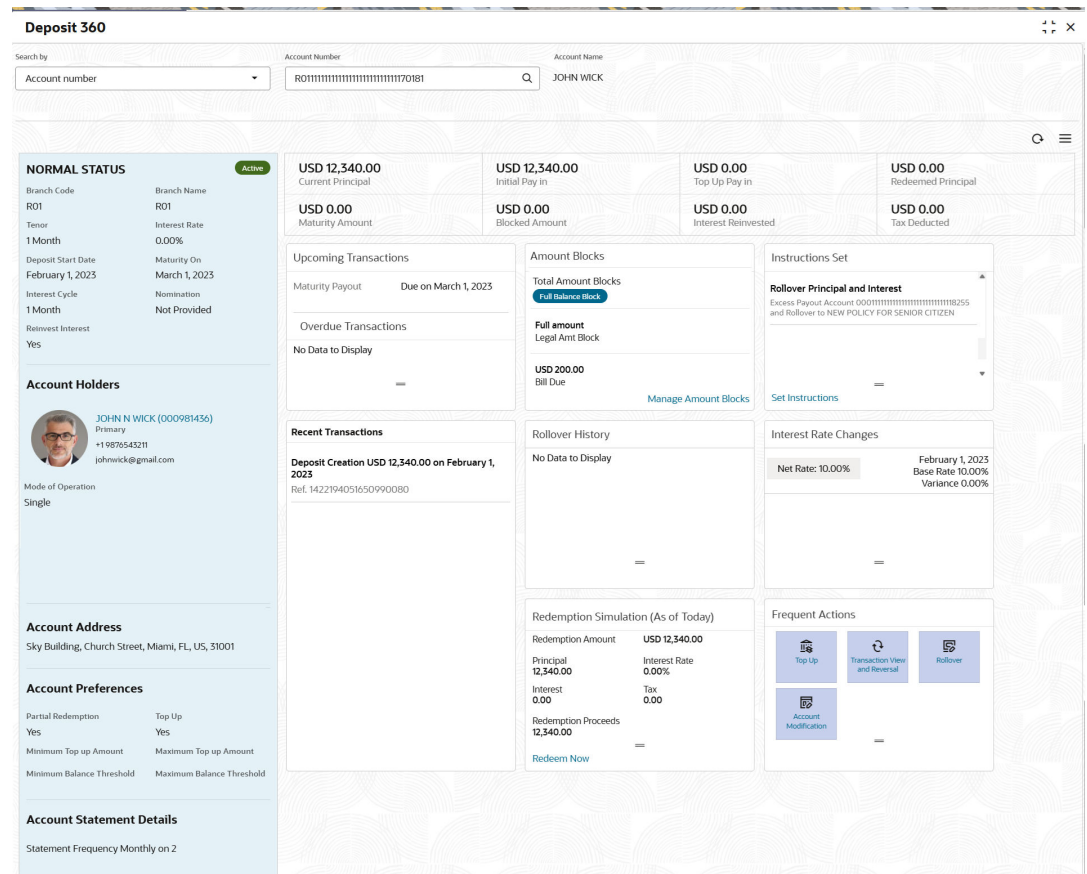 Deposit 360
Search by
Account Number
Account Name
Account number
JOHN WICK
NORMAL STATUS
Active
Branch Code
Branch Name
R01
R01
Tenor
Interest Rate
1 Month
0.00%
Deposit Start Date
Maturity On
February 1, 2023
March 1, 2023
Interest Cycle
Nomination
1 Month
Not Provided
Reinvest Interest
Yes
Account Holders
JOHN N WICK (000981436)
Primary
+1 9876543211
johnwick@gmail.com
Mode of Operation
Single
Account Address
Sky Building, Church Street, Miami, FL, US, 31001
Account Preferences
Partial Redemption
Top Up
Yes
Yes
Minimum Top up Amount
Maximum Top up Amount
Minimum Balance Threshold
Maximum Balance Threshold
Account Statement Details
Statement Frequency Monthly on 2
USD 12,340.00
Current Principal
USD 12,340.00
Initial Pay in
USD 0.00
Top Up Pay in
USD 0.00
Redeemed Principal
USD 0.00
Maturity Amount
USD 0.00
Blocked Amount
USD 0.00
Interest Reinvested
USD 0.00
Tax Deducted
Upcoming Transactions
Maturity Payout
Due on March 1, 2023
Overdue Transactions
No Data to Display
Amount Blocks
Total Amount Blocks
Full Balance Block
Full amount
Legal Amt Block
USD 200.00
Bill Due
Manage Amount Blocks
Instructions Set
Rollover Principal and Interest
Excess Payout Account
and Rollover to NEW POLICY FOR SENIOR CITIZEN
Set Instructions
Recent Transactions
Deposit Creation USD 12,340.00 on February 1,
2023
Ref. 1422194051650990080
Rollover History
No Data to Display
Interest Rate Changes
Net Rate: 10.00%
February 1, 2023
Base Rate 10.00%
Variance 0.00%
Redemption Simulation (As of Today)
Redemption Amount
USD 12,340.00
Principal
Interest Rate
12,340.00
0.00%
Interest
Tax
0.00
0.00
Redemption Proceeds
12,340.00
Redeem Now
Frequent Actions
Top Up
Transaction View
and Reversal
Rollover
Account
Modification